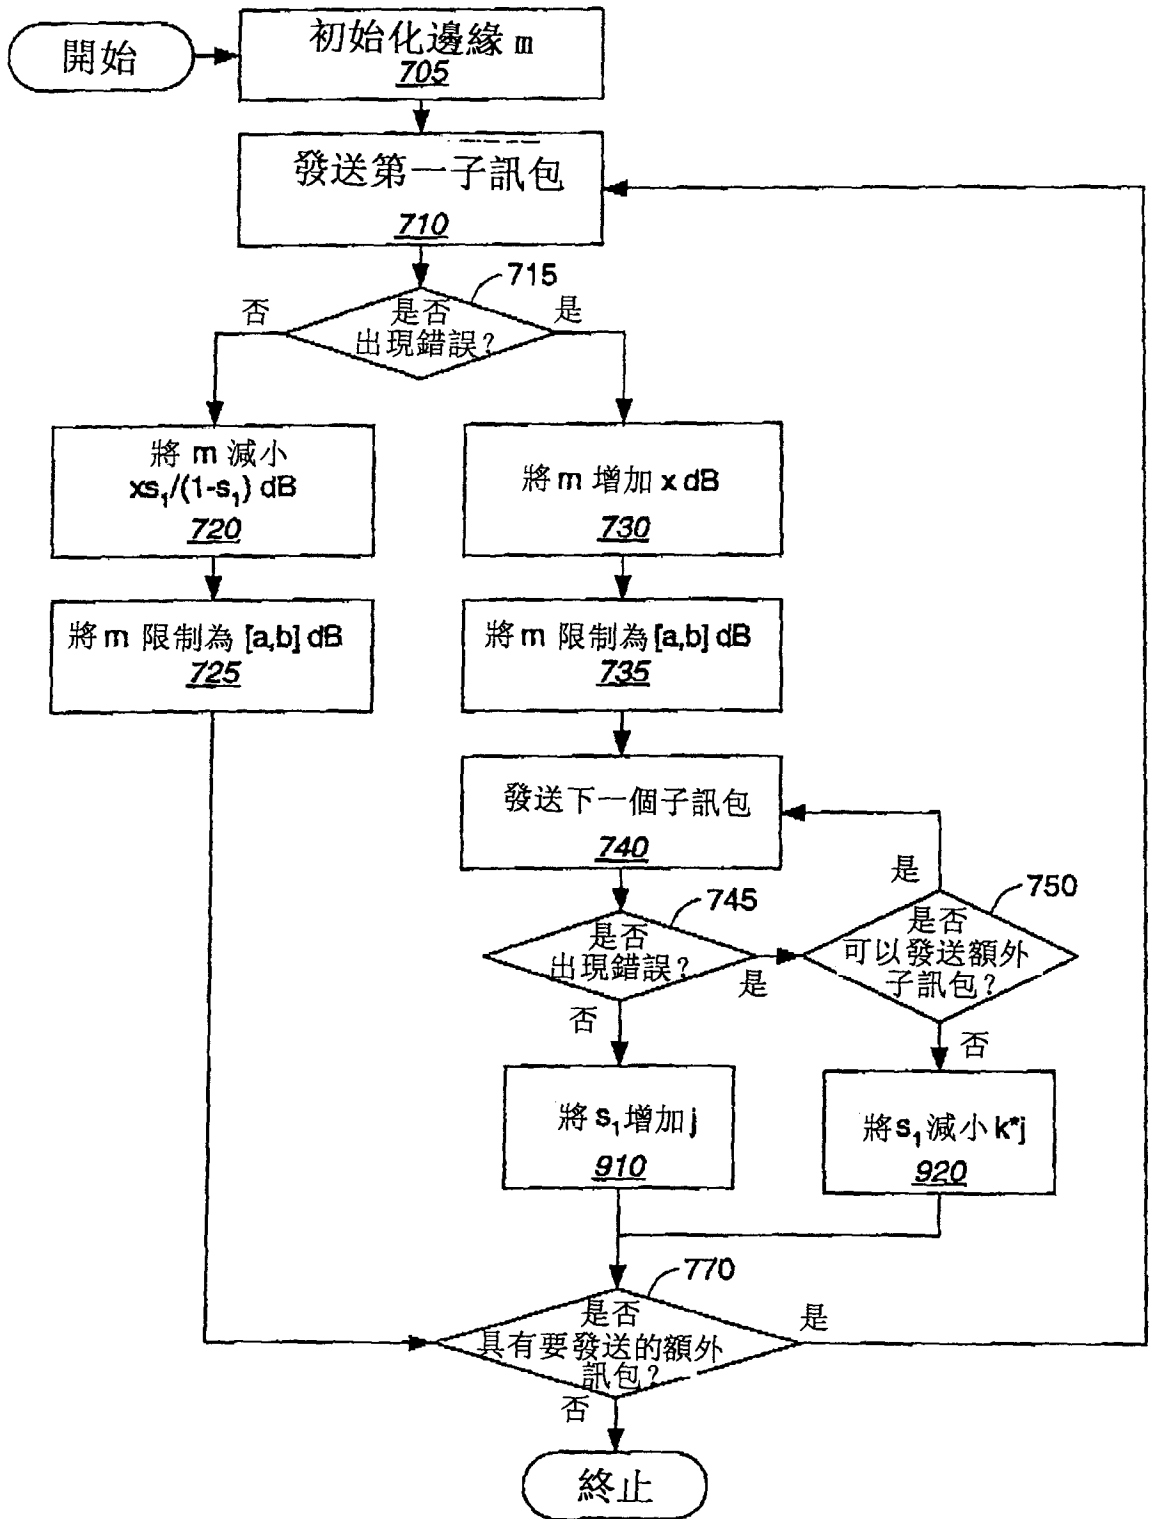 開始
初始化邊緣 m
705
發送第一子訊包
710
715
否
是
是否
出現錯誤?
將 m 減小
xs₁/(1-s₁) dB
720
將 m 增加 x dB
730
將 m 限制為 [a,b] dB
725
將 m 限制為 [a,b] dB
735
發送下一個子訊包
740
是
745
750
是否
出現錯誤?
是
是否
可以發送額外
子訊包?
否
否
將 s₁ 增加 j
910
將 s₁ 減小 k*j
920
770
是否
具有要發送的額外
訊包?
是
否
終止